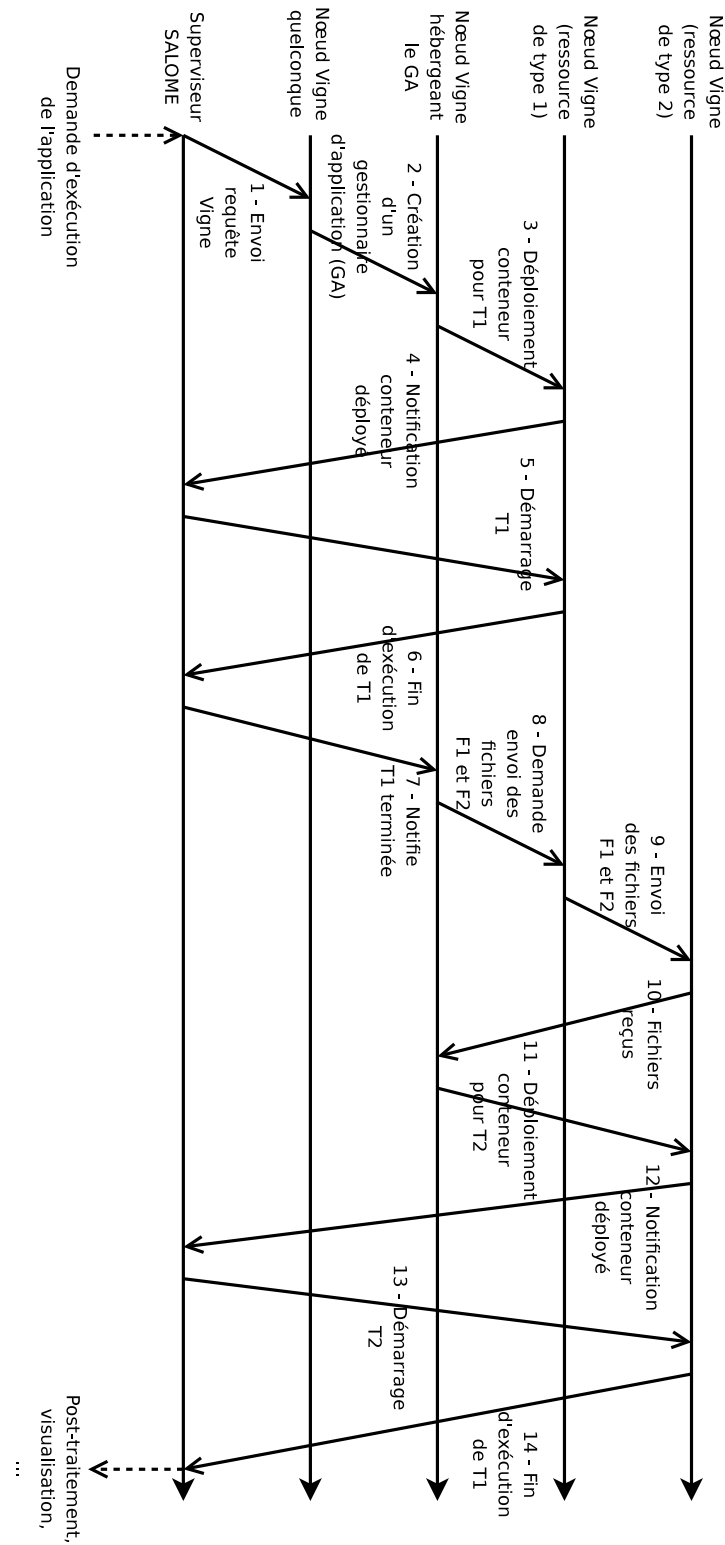 Nœud Vigne
(ressource
de type 2)
Nœud Vigne
(ressource
de type 1)
Nœud Vigne
hébergeant
le GA
Nœud Vigne
quelconque
Superviseur
SALOME
Demande d'exécution
de l'application
1 - Envoi
requête
Vigne
2 - Création
d'un
gestionnaire
d'application (GA)
3 - Déploiement
conteneur
pour T1
4 - Notification
conteneur
déployé
5 - Démarrage
T1
6 - Fin
d'exécution
de T1
7 - Notifie
T1 terminée
8 - Demande
envoi des
fichiers
F1 et F2
9 - Envoi
des fichiers
F1 et F2
10 - Fichiers
reçus
11 - Déploiement
conteneur
pour T2
12 - Notification
conteneur
déployé
13 - Démarrage
T2
14 - Fin
d'exécution
de T1
Post-traitement,
visualisation,
...